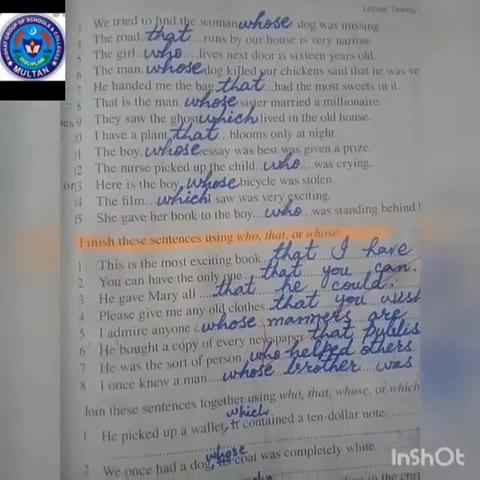 Lesson Twenty
3 We tried to find the woman whose dog was missing.
4 The road that ...runs by our house is very narrow.
5 The girl ..who.. lives next door is sixteen years old.
6 The man. whose dog killed our chickens said that he was ve
7 He handed me the bag that ...had the most sweets in it.
8 That is the man. whose sister married a millionaire.
9 They saw the ghost which lived in the old house.
10 I have a plant that ...blooms only at night.
11 The boy. whose essay was best was given a prize.
12 The nurse picked up the child. who ...was crying.
13 Here is the boy. whose bicycle was stolen.
14 The film. which I saw was very exciting.
15 She gave her book to the boy.. who ..was standing behind
Finish these sentences using who, that, or whose:
1 This is the most exciting book that I have
2 You can have the only one that you can.
3 He gave Mary all ... that he could.
4 Please give me any old clothes. that you wish
5 I admire anyone . whose manners are
6 He bought a copy of every newspaper that Publis
7 He was the sort of person who helped others
8 I once knew a man ... whose brother was
Join these sentences together using who, that, whose, or which
which
1 He picked up a wallet, It contained a ten-dollar note.
whose
2 We once had a dog, Its coat was completely white.
MULTAN
DISCIPLINE
InShOt